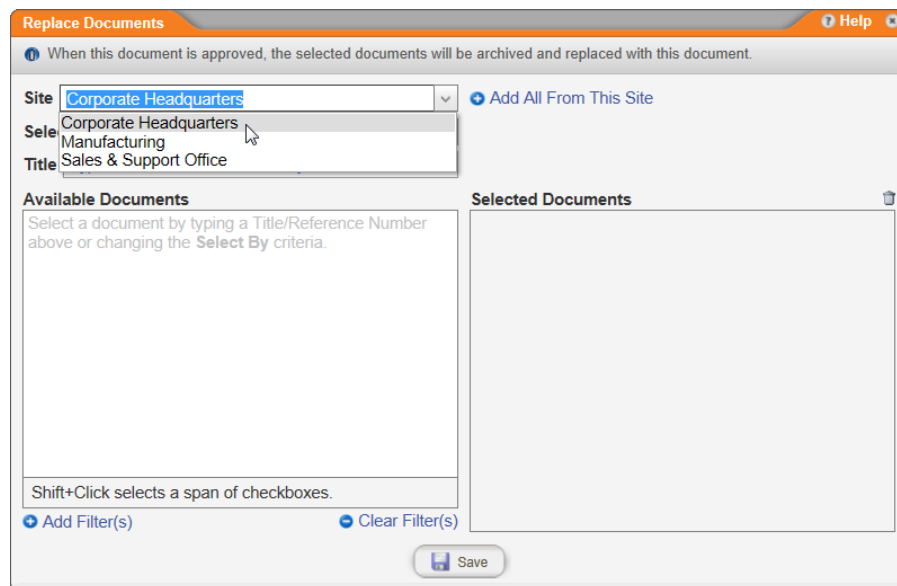 Replace Documents
Help
When this document is approved, the selected documents will be archived and replaced with this document.
Site Corporate Headquarters
Add All From This Site
Corporate Headquarters
Manufacturing
Sales & Support Office
Title
Available Documents
Selected Documents
Select a document by typing a Title/Reference Number
above or changing the Select By criteria.
Shift+Click selects a span of checkboxes.
Add Filter(s)
Clear Filter(s)
Save